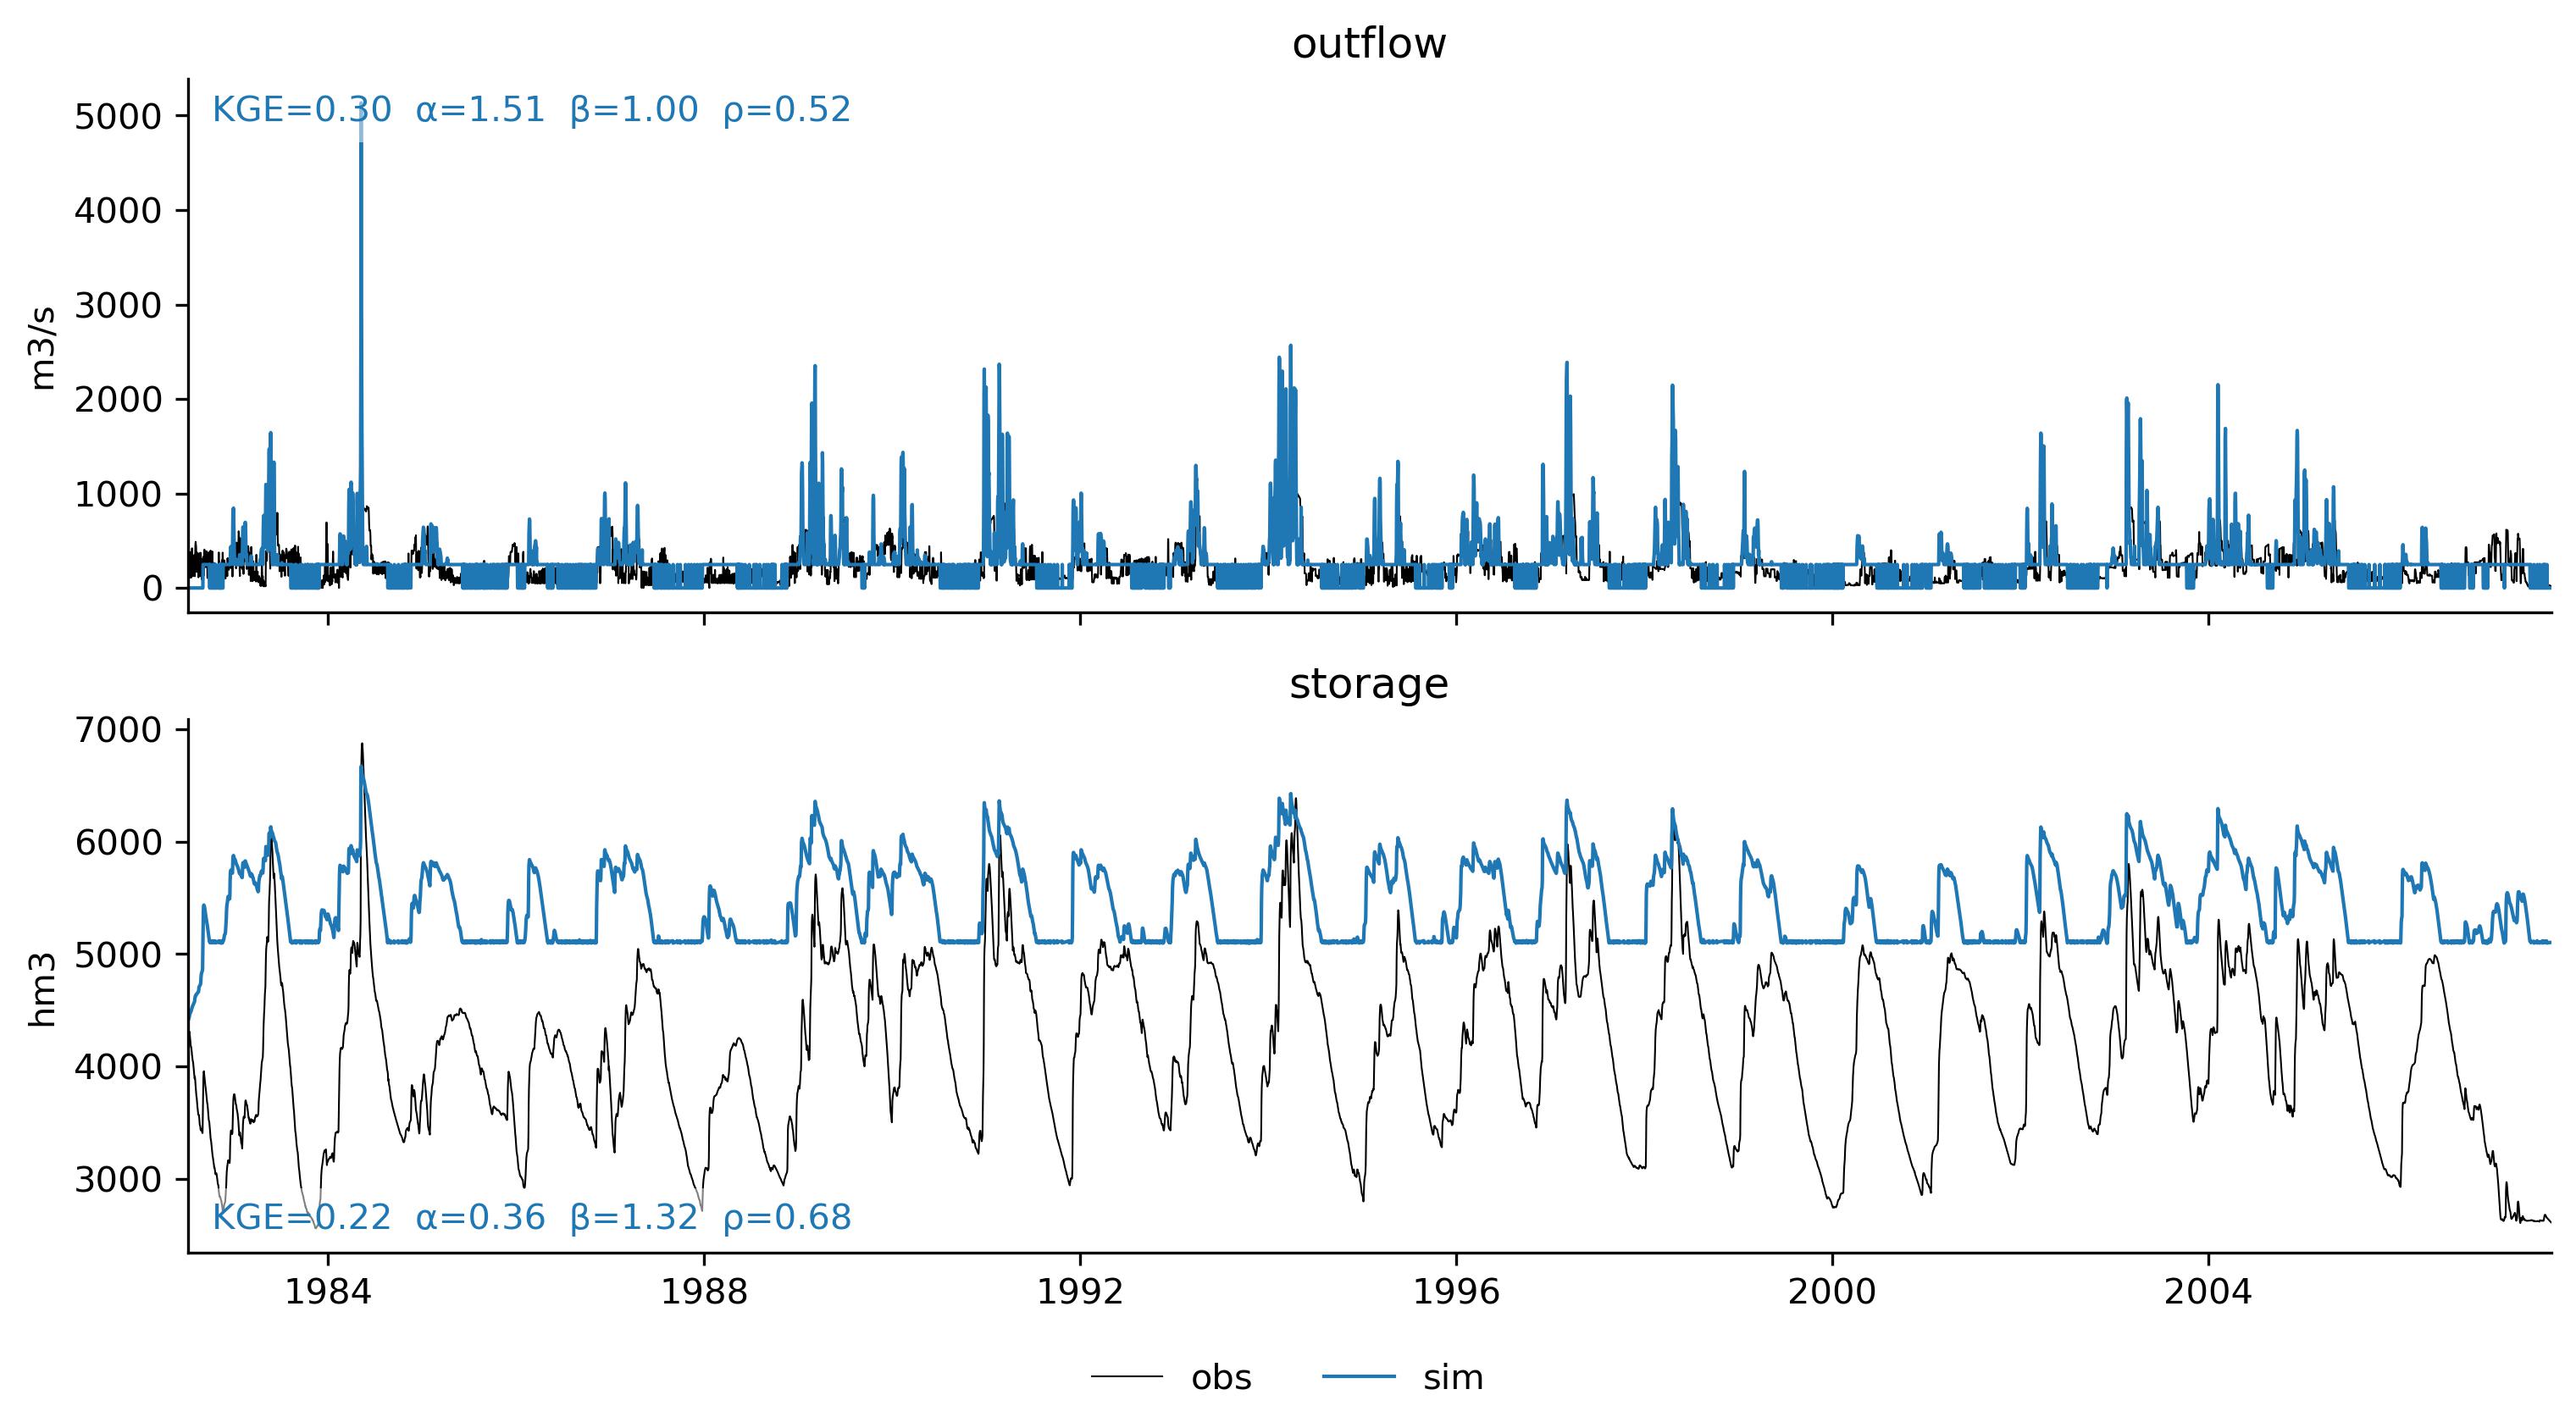 outflow
KGE=0.30 α=1.51 β=1.00 ρ=0.52
5000
4000
3000
2000
1000
0
m3/s
storage
7000
6000
5000
4000
3000
hm3
KGE=0.22 α=0.36 β=1.32 ρ=0.68
1984 1988 1992 1996 2000 2004
obs sim